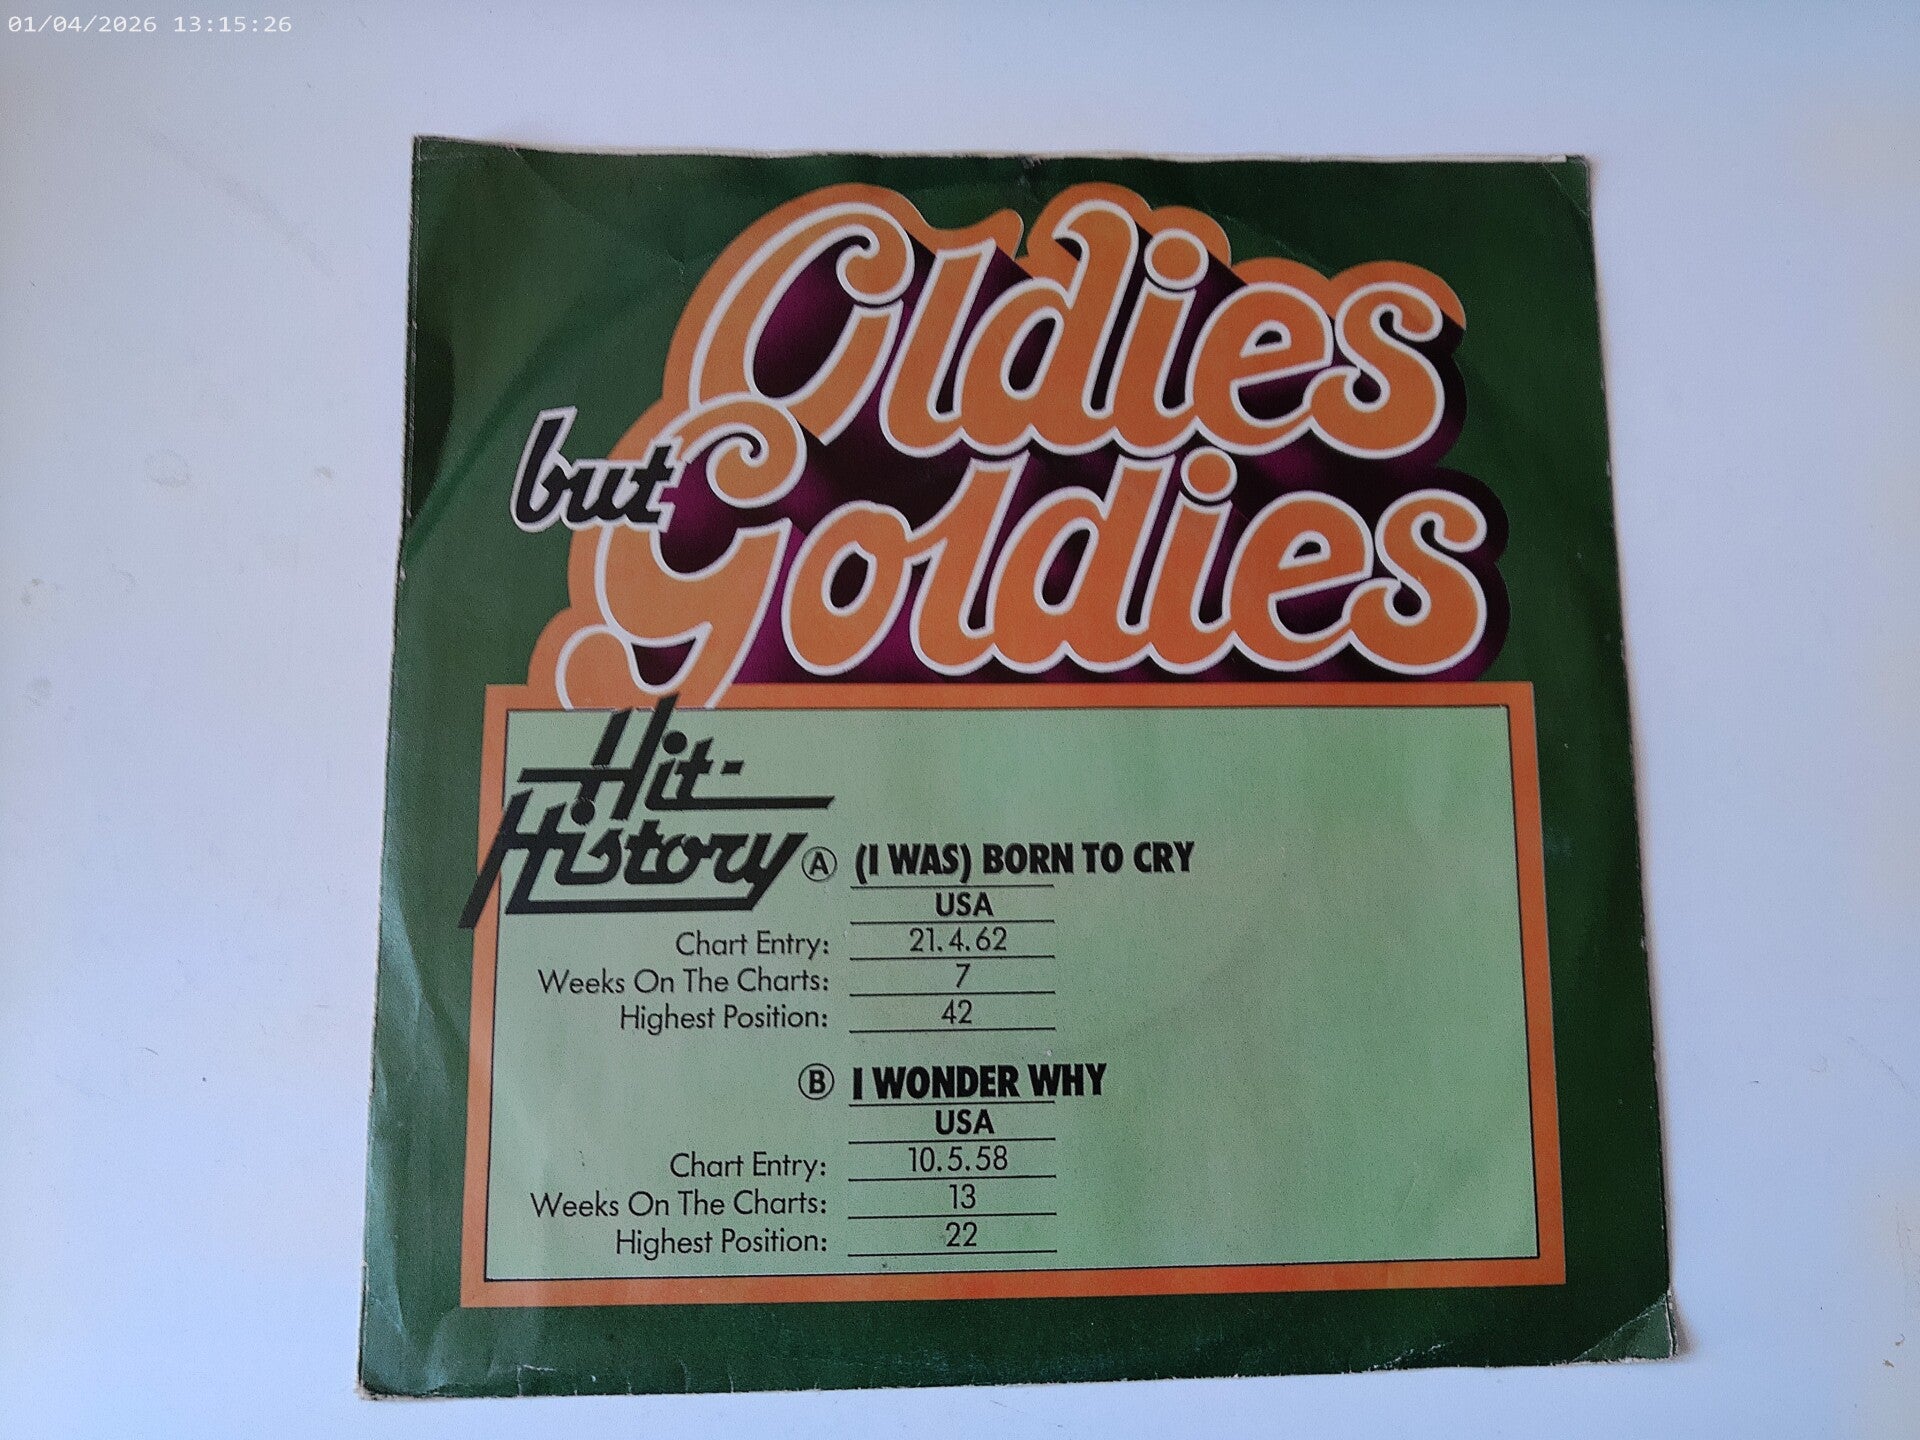 01/04/2026 13:15:26
Oldies
but
Goldies
Hit-
History
Ⓐ (I WAS) BORN TO CRY
USA
Chart Entry: 21.4.62
Weeks On The Charts: 7
Highest Position: 42
Ⓑ I WONDER WHY
USA
Chart Entry: 10.5.58
Weeks On The Charts: 13
Highest Position: 22